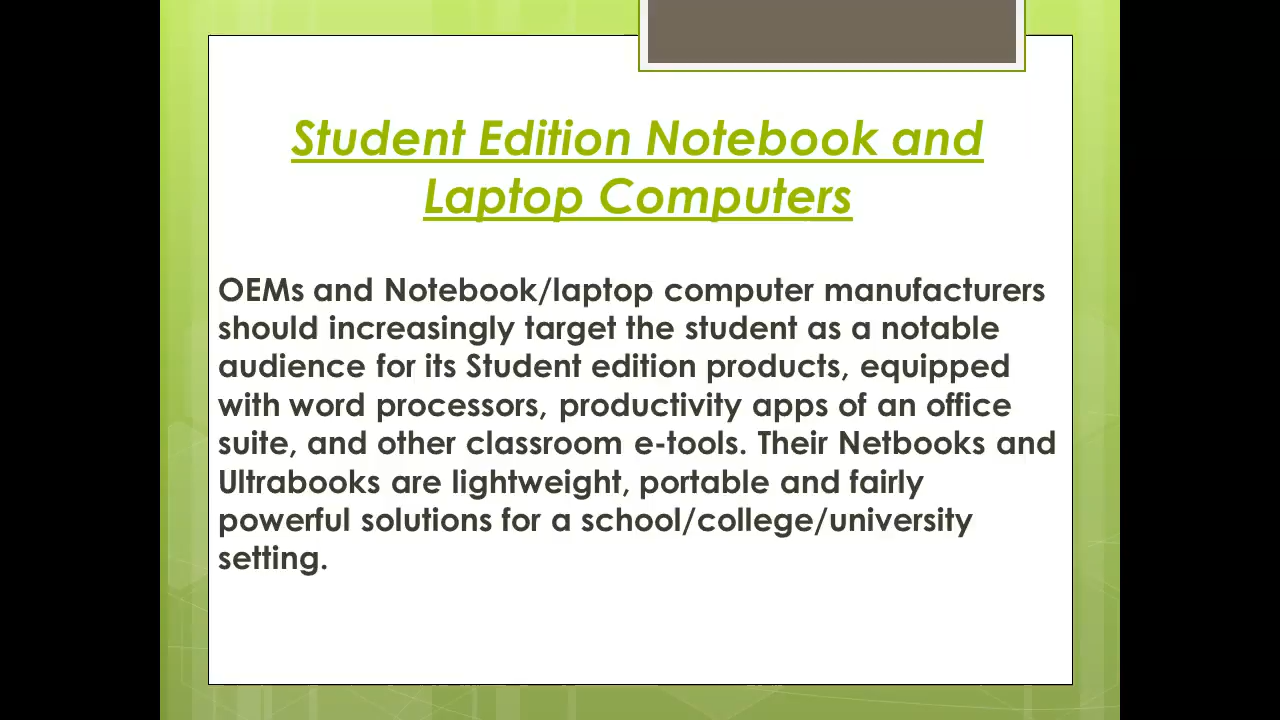 Student Edition Notebook and
Laptop Computers
OEMs and Notebook/laptop computer manufacturers
should increasingly target the student as a notable
audience for its Student edition products, equipped
with word processors, productivity apps of an office
suite, and other classroom e-tools. Their Netbooks and
Ultrabooks are lightweight, portable and fairly
powerful solutions for a school/college/university
setting.